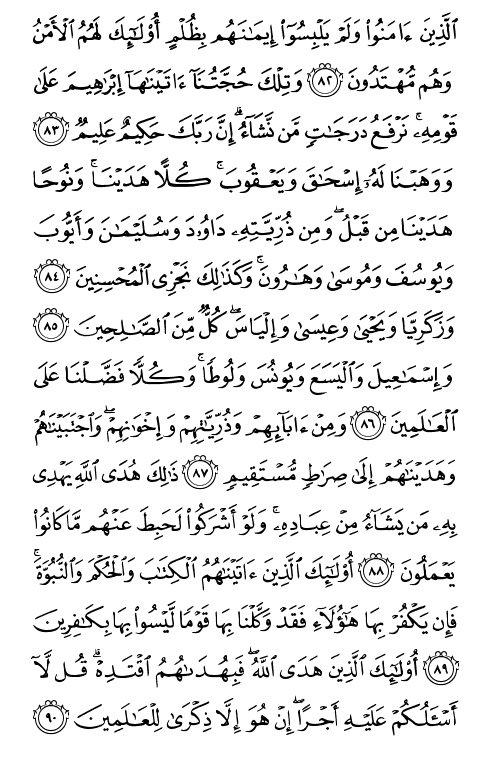 ٱلَّذِينَ ءَامَنُوا۟ وَلَمْ يَلْبِسُوٓا۟ إِيمَٰنَهُم بِظُلْمٍ أُو۟لَٰٓئِكَ لَهُمُ ٱلْأَمْنُ
وَهُم مُّهْتَدُونَ ٨٢ وَتِلْكَ حُجَّتُنَآ ءَاتَيْنَٰهَآ إِبْرَٰهِيمَ عَلَىٰ
قَوْمِهِۦ ۚ نَرْفَعُ دَرَجَٰتٍ مَّن نَّشَآءُ ۗ إِنَّ رَبَّكَ حَكِيمٌ عَلِيمٌ ٨٣
وَوَهَبْنَا لَهُۥٓ إِسْحَٰقَ وَيَعْقُوبَ ۚ كُلًّا هَدَيْنَا ۚ وَنُوحًا
هَدَيْنَا مِن قَبْلُ ۖ وَمِن ذُرِّيَّتِهِۦ دَاوُۥدَ وَسُلَيْمَٰنَ وَأَيُّوبَ
وَيُوسُفَ وَمُوسَىٰ وَهَٰرُونَ ۚ وَكَذَٰلِكَ نَجْزِى ٱلْمُحْسِنِينَ ٨٤
وَزَكَرِيَّا وَيَحْيَىٰ وَعِيسَىٰ وَإِلْيَاسَ ۖ كُلٌّ مِّنَ ٱلصَّٰلِحِينَ ٨٥
وَإِسْمَٰعِيلَ وَٱلْيَسَعَ وَيُونُسَ وَلُوطًا ۚ وَكُلًّا فَضَّلْنَا عَلَى
ٱلْعَٰلَمِينَ ٨٦ وَمِنْ ءَابَآئِهِمْ وَذُرِّيَّٰتِهِمْ وَإِخْوَٰنِهِمْ ۖ وَٱجْتَبَيْنَٰهُمْ
وَهَدَيْنَٰهُمْ إِلَىٰ صِرَٰطٍ مُّسْتَقِيمٍ ٨٧ ذَٰلِكَ هُدَى ٱللَّهِ يَهْدِى
بِهِۦ مَن يَشَآءُ مِنْ عِبَادِهِۦ ۚ وَلَوْ أَشْرَكُوا۟ لَحَبِطَ عَنْهُم مَّا كَانُوا۟
يَعْمَلُونَ ٨٨ أُو۟لَٰٓئِكَ ٱلَّذِينَ ءَاتَيْنَٰهُمُ ٱلْكِتَٰبَ وَٱلْحُكْمَ وَٱلنُّبُوَّةَ ۚ
فَإِن يَكْفُرْ بِهَا هَٰٓؤُلَآءِ فَقَدْ وَكَّلْنَا بِهَا قَوْمًا لَّيْسُوا۟ بِهَا بِكَٰفِرِينَ
٨٩ أُو۟لَٰٓئِكَ ٱلَّذِينَ هَدَى ٱللَّهُ ۖ فَبِهُدَىٰهُمُ ٱقْتَدِهْ ۗ قُل لَّآ
أَسْـَٔلُكُمْ عَلَيْهِ أَجْرًا ۖ إِنْ هُوَ إِلَّا ذِكْرَىٰ لِلْعَٰلَمِينَ ٩٠